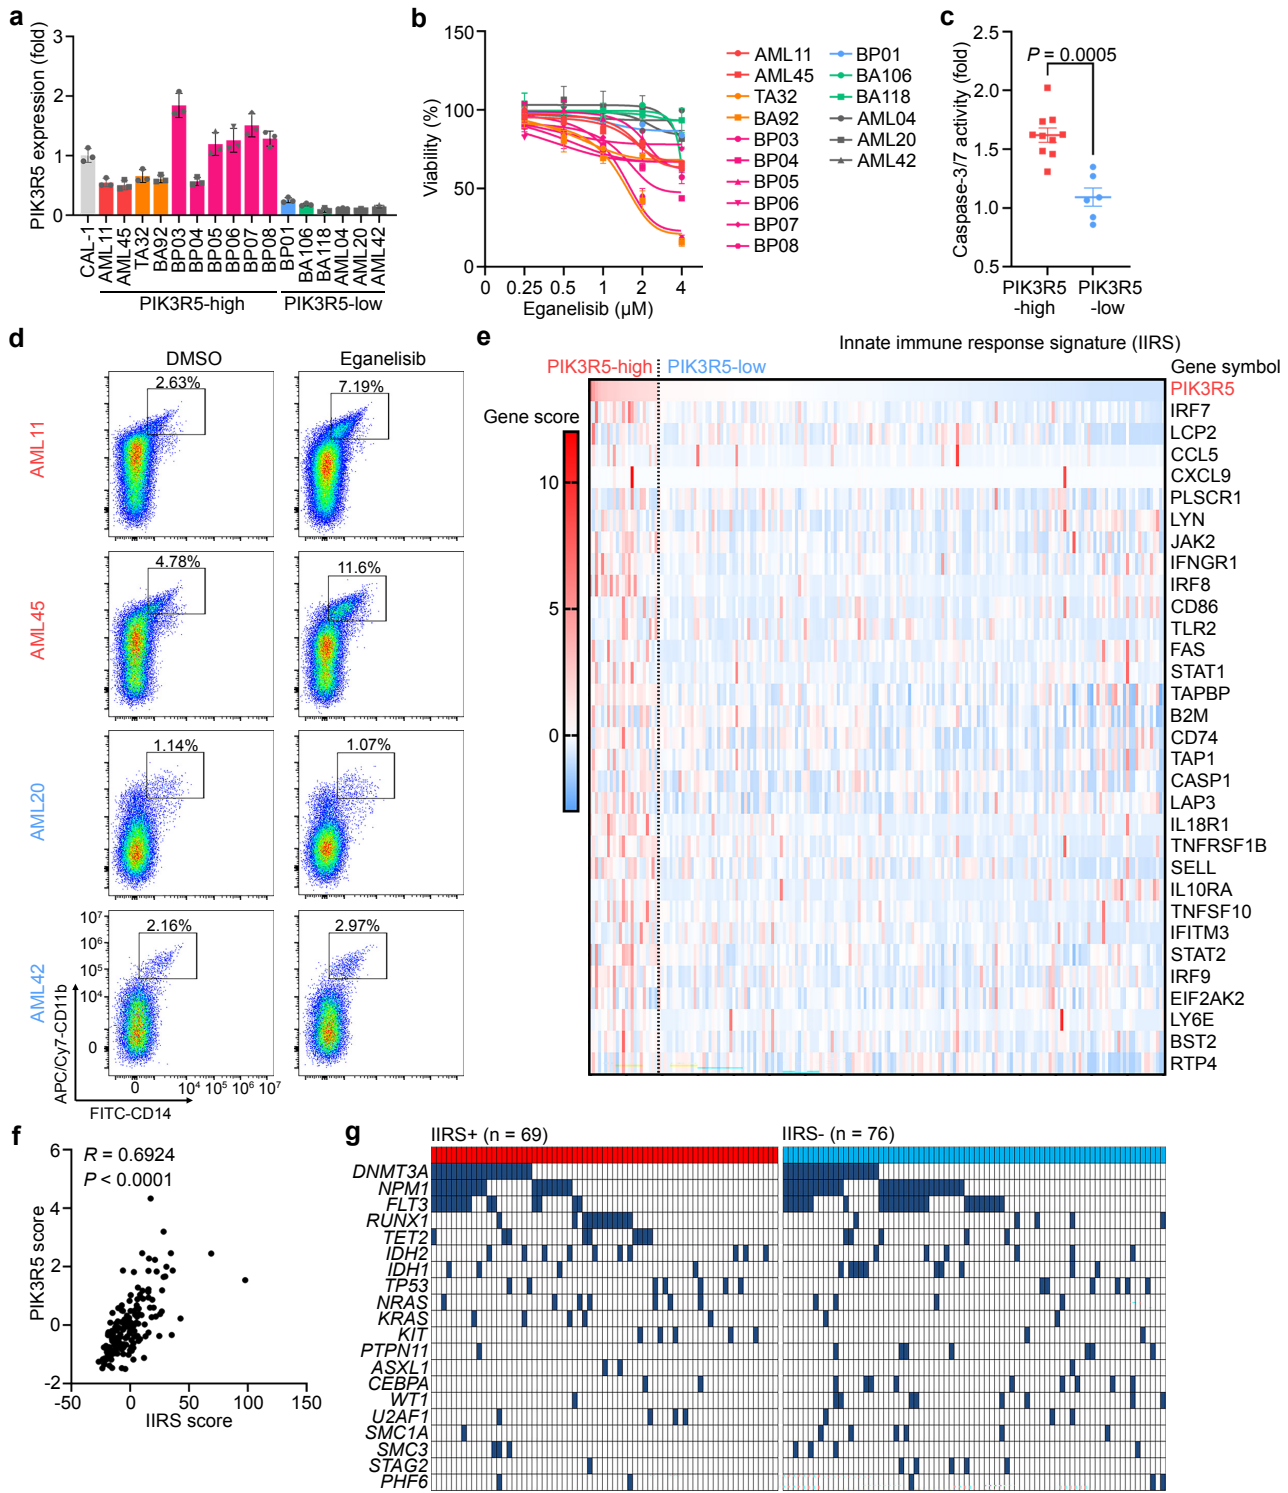 a
PIK3R5 expression (fold)
3
2
1
0
CAL-1
AML11
AML45
TA32
BA92
BP03
BP04
BP05
BP06
BP07
BP08
BP01
BA106
BA118
AML04
AML20
AML42
PIK3R5-high
PIK3R5-low
b
Viability (%)
150
100
50
0
0 0.25 0.5 1 2 4
Eganelisib (µM)
AML11
AML45
TA32
BA92
BP03
BP04
BP05
BP06
BP07
BP08
BP01
BA106
BA118
AML04
AML20
AML42
c
Caspase-3/7 activity (fold)
2.5
2.0
1.5
1.0
0.5
P = 0.0005
PIK3R5
-high
PIK3R5
-low
d
DMSO
Eganelisib
AML11
2.63%
7.19%
AML45
4.78%
11.6%
AML20
1.14%
1.07%
AML42
2.16%
2.97%
10⁷
10⁶
10⁵
10⁴
0
APC/Cy7-CD11b
0 10⁴ 10⁵ 10⁶ 10⁷
FITC-CD14
e
Innate immune response signature (IIRS)
PIK3R5-high
PIK3R5-low
Gene symbol
Gene score
10
5
0
PIK3R5
IRF7
LCP2
CCL5
CXCL9
PLSCR1
LYN
JAK2
IFNGR1
IRF8
CD86
TLR2
FAS
STAT1
TAPBP
B2M
CD74
TAP1
CASP1
LAP3
IL18R1
TNFRSF1B
SELL
IL10RA
TNFSF10
IFITM3
STAT2
IRF9
EIF2AK2
LY6E
BST2
RTP4
f
R = 0.6924
P < 0.0001
PIK3R5 score
6
4
2
0
-2
-50 0 50 100 150
IIRS score
g
IIRS+ (n = 69)
IIRS- (n = 76)
DNMT3A
NPM1
FLT3
RUNX1
TET2
IDH2
IDH1
TP53
NRAS
KRAS
KIT
PTPN11
ASXL1
CEBPA
WT1
U2AF1
SMC1A
SMC3
STAG2
PHF6